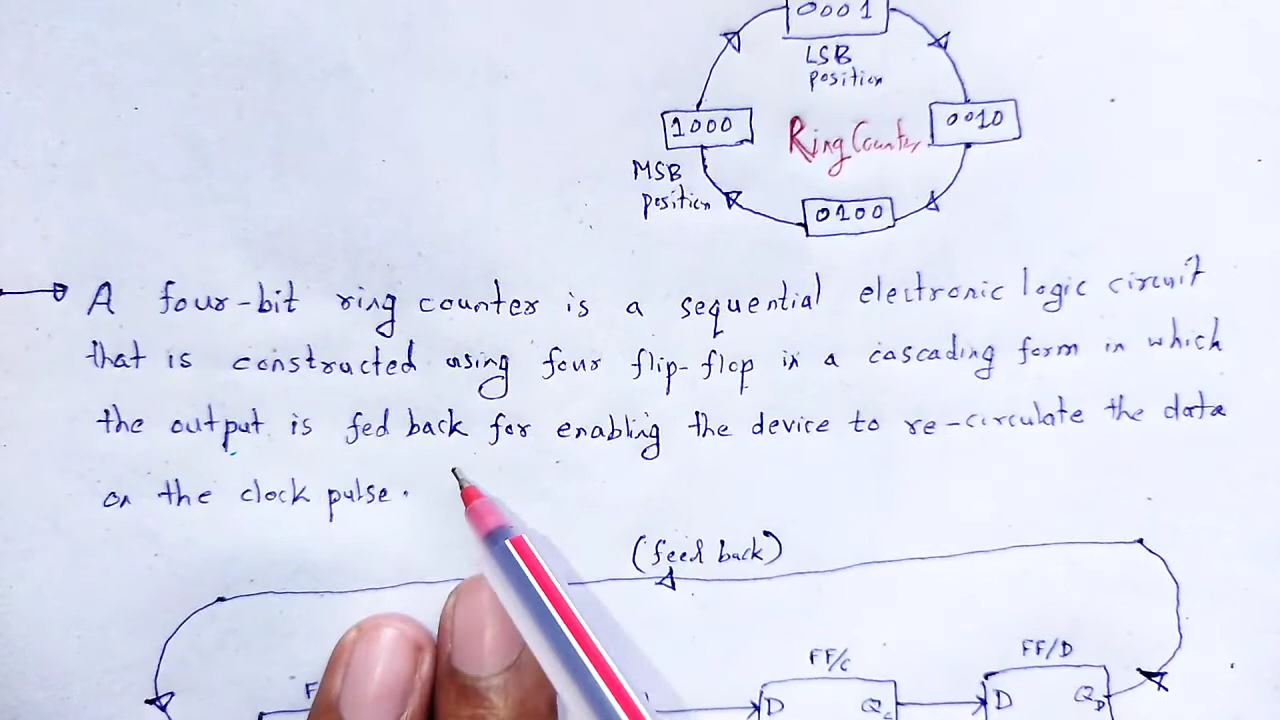 0001
LSB
position
1000
Ring Counter
0010
MSB
position
0100
A four-bit ring counter is a sequential electronic logic circuit
that is constructed using four flip-flop in a cascading form in which
the output is fed back for enabling the device to re-circulate the data
on the clock pulse.
(feed back)
FF/C
FF/D
D
Qc
D
QD